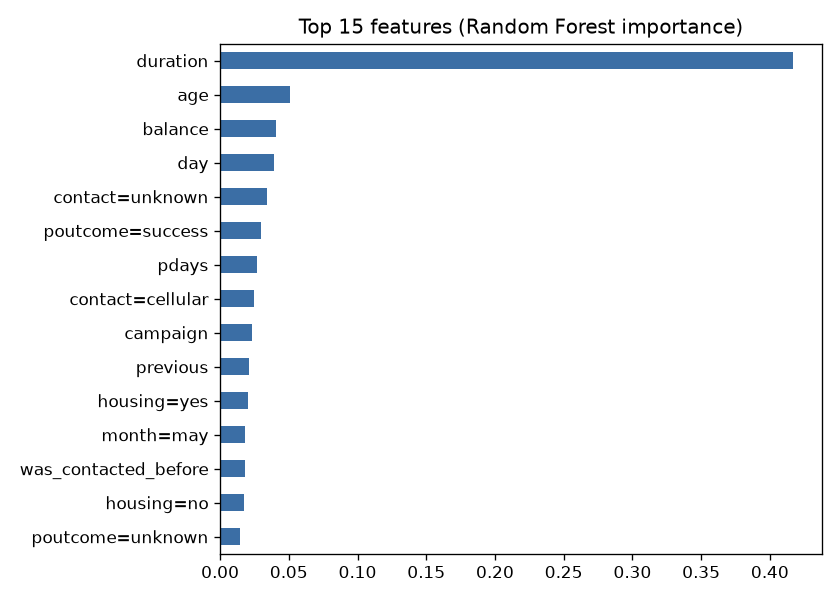 Top 15 features (Random Forest importance)
duration
age
balance
day
contact=unknown
poutcome=success
pdays
contact=cellular
campaign
previous
housing=yes
month=may
was_contacted_before
housing=no
poutcome=unknown
0.00 0.05 0.10 0.15 0.20 0.25 0.30 0.35 0.40